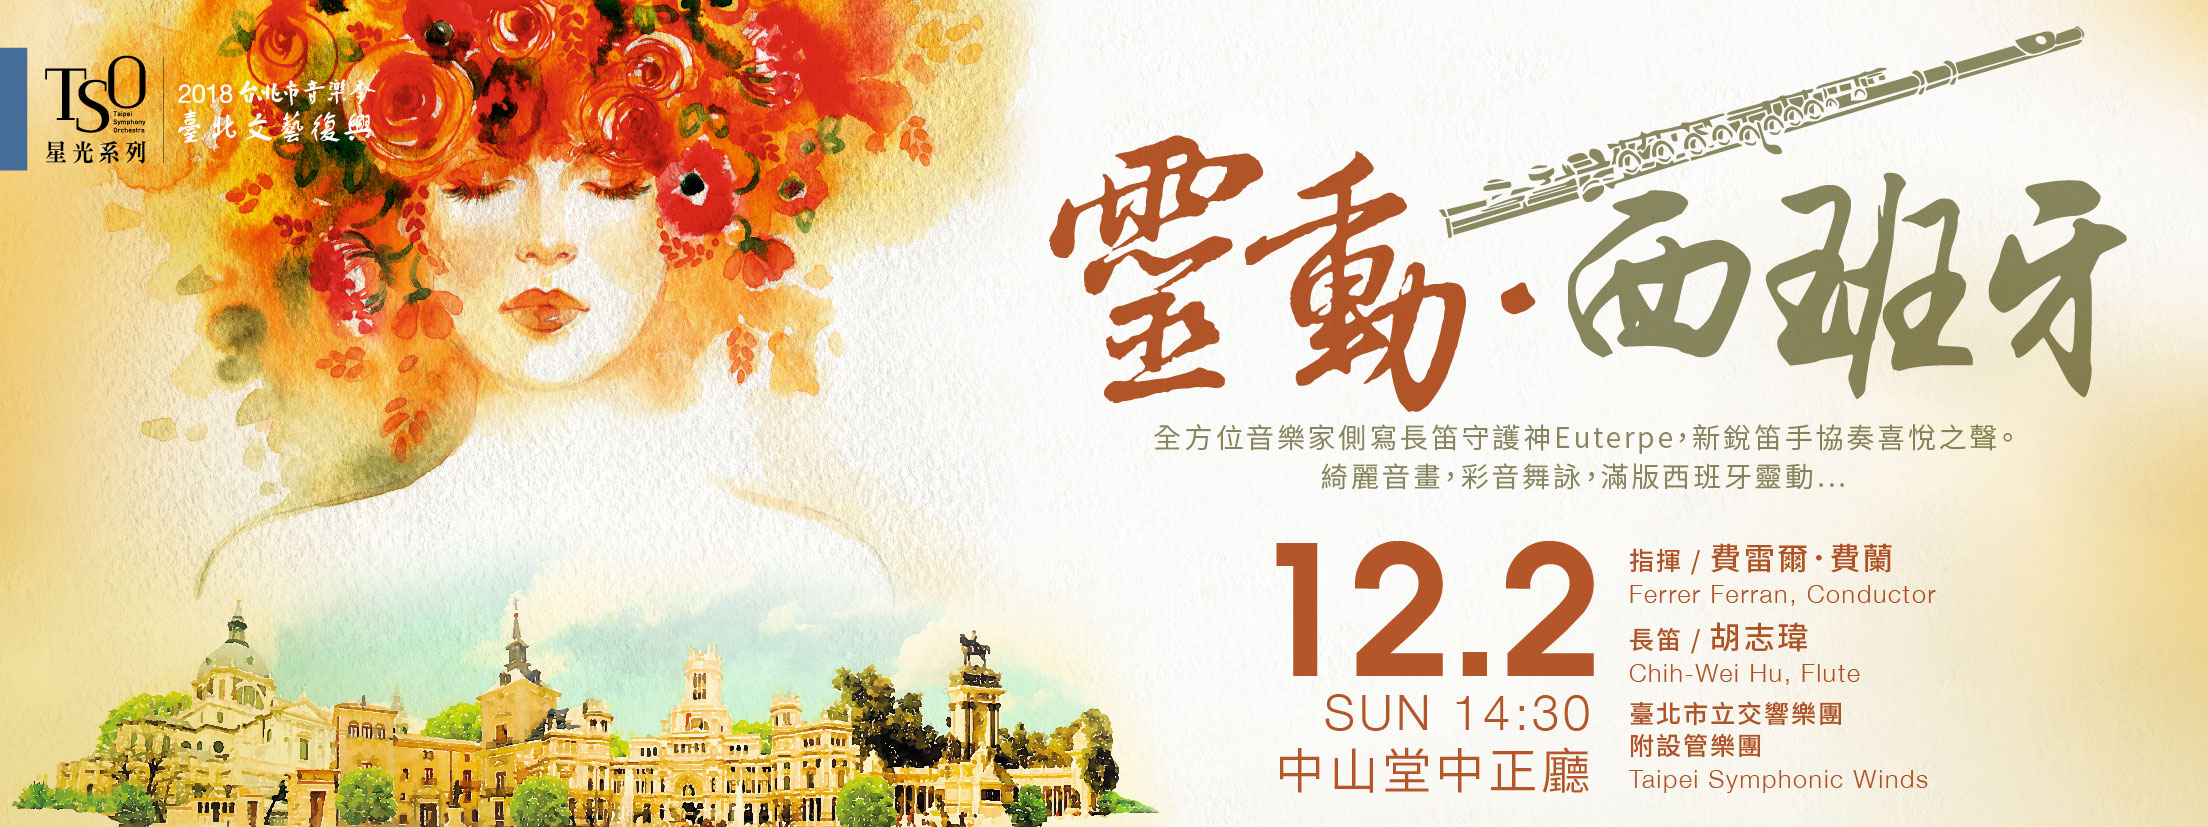 TSO
Taipei
Symphony
Orchestra
星光系列
2018 台北市音樂季
臺北文藝復興
靈動·西班牙
全方位音樂家側寫長笛守護神Euterpe，新銳笛手協奏喜悅之聲。
綺麗音畫，彩音舞詠，滿版西班牙靈動...
12.2
SUN 14:30
中山堂中正廳
指揮 / 費雷爾·費蘭
Ferrer Ferran, Conductor
長笛 / 胡志瑋
Chih-Wei Hu, Flute
臺北市立交響樂團
附設管樂團
Taipei Symphonic Winds